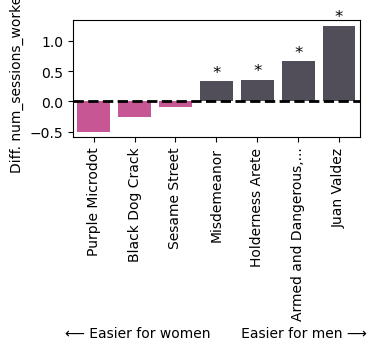 Diff. num_sessions_worke
1.0
0.5
0.0
−0.5
*
*
*
*
Purple Microdot
Black Dog Crack
Sesame Street
Misdemeanor
Holderness Arete
Armed and Dangerous,...
Juan Valdez
⟵ Easier for women
Easier for men ⟶